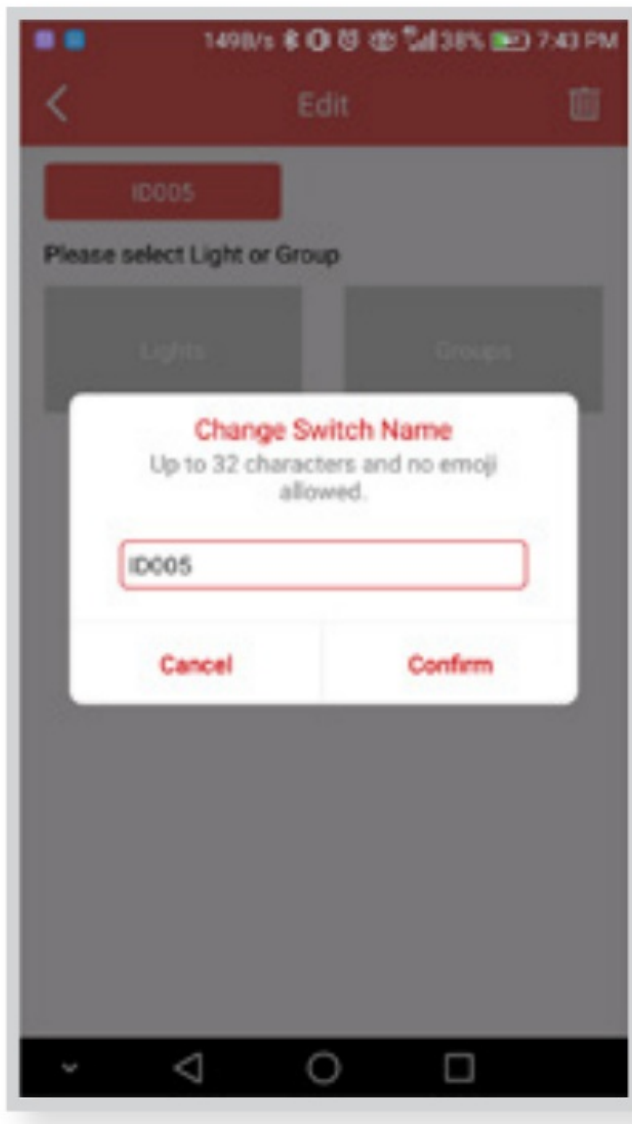 149B/s 38% 7:43 PM
Edit
ID005
Please select Light or Group
Lights Groups
Change Switch Name
Up to 32 characters and no emoji
allowed.
ID005
Cancel Confirm